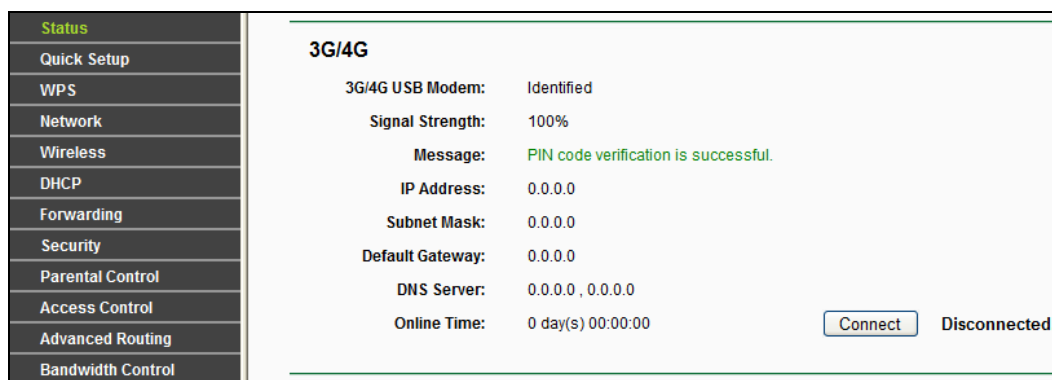 Status
Quick Setup
WPS
Network
Wireless
DHCP
Forwarding
Security
Parental Control
Access Control
Advanced Routing
Bandwidth Control
3G/4G
3G/4G USB Modem: Identified
Signal Strength: 100%
Message: PIN code verification is successful.
IP Address: 0.0.0.0
Subnet Mask: 0.0.0.0
Default Gateway: 0.0.0.0
DNS Server: 0.0.0.0 , 0.0.0.0
Online Time: 0 day(s) 00:00:00 Connect Disconnected